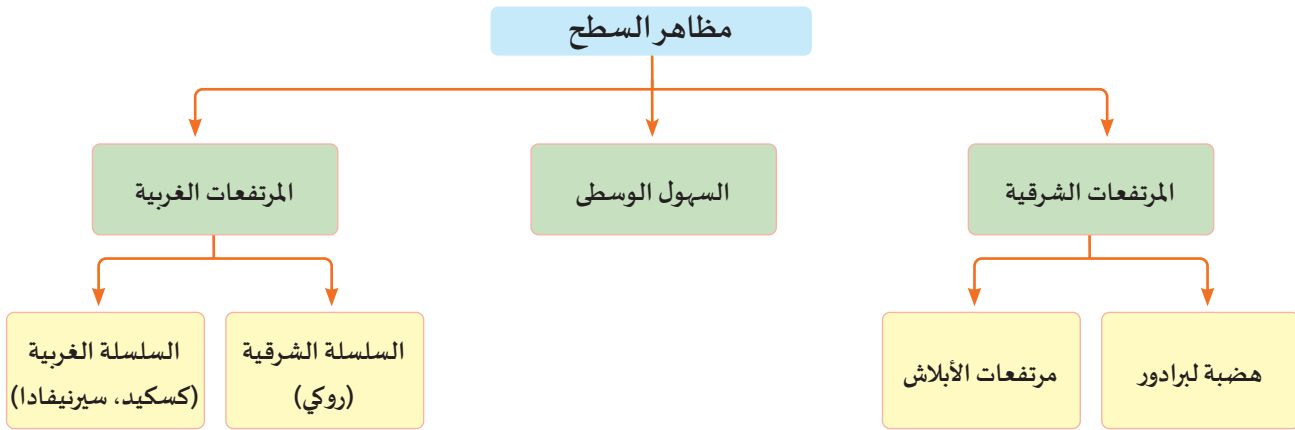 مظاهر السطح
المرتفعات الشرقية
السهول الوسطى
المرتفعات الغربية
هضبة لبرادور
مرتفعات الأبلاش
السلسلة الشرقية
(روكي)
السلسلة الغربية
(كسكيد، سيرنيفادا)